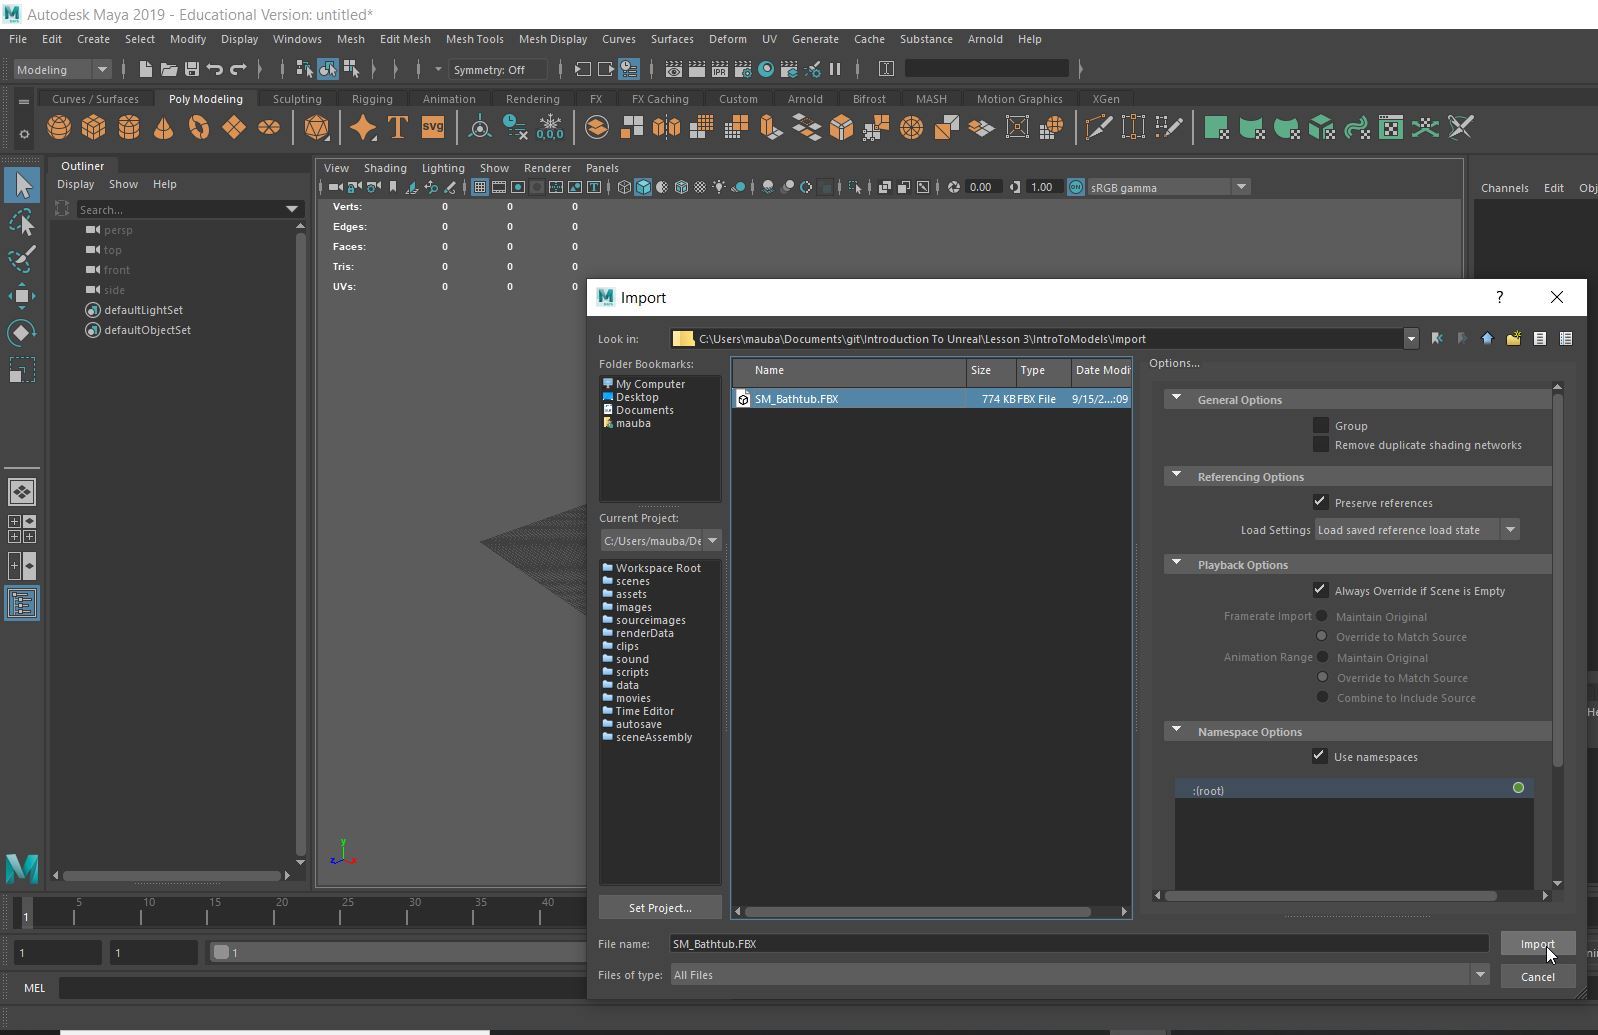 Autodesk Maya 2019 - Educational Version: untitled*
File Edit Create Select Modify Display Windows Mesh Edit Mesh Mesh Tools Mesh Display Curves Surfaces Deform UV Generate Cache Substance Arnold Help
Modeling Symmetry: Off
Curves / Surfaces Poly Modeling Sculpting Rigging Animation Rendering FX FX Caching Custom Arnold Bifrost MASH Motion Graphics XGen
Outliner
Display Show Help
Search...
persp
top
front
side
defaultLightSet
defaultObjectSet
View Shading Lighting Show Renderer Panels
0.00 1.00 ON sRGB gamma
Verts: 0 0 0
Edges: 0 0 0
Faces: 0 0 0
Tris: 0 0 0
UVs: 0 0 0
Channels Edit Obj
Import ?
Look in: C:\Users\mauba\Documents\git\Introduction To Unreal\Lesson 3\IntroToModels\Import
Folder Bookmarks:
My Computer
Desktop
Documents
mauba
Current Project:
C:/Users/mauba/De
Workspace Root
scenes
assets
images
sourceimages
renderData
clips
sound
scripts
data
movies
Time Editor
autosave
sceneAssembly
Set Project...
Name Size Type Date Modi
SM_Bathtub.FBX 774 KB FBX File 9/15/2...:09
Options...
General Options
Group
Remove duplicate shading networks
Referencing Options
Preserve references
Load Settings Load saved reference load state
Playback Options
Always Override if Scene is Empty
Framerate Import Maintain Original
Override to Match Source
Animation Range Maintain Original
Override to Match Source
Combine to Include Source
Namespace Options
Use namespaces
:(root)
File name: SM_Bathtub.FBX Import
Files of type: All Files Cancel
y
z x
1 5 10 15 20 25 30 35 40
1 1 1
MEL